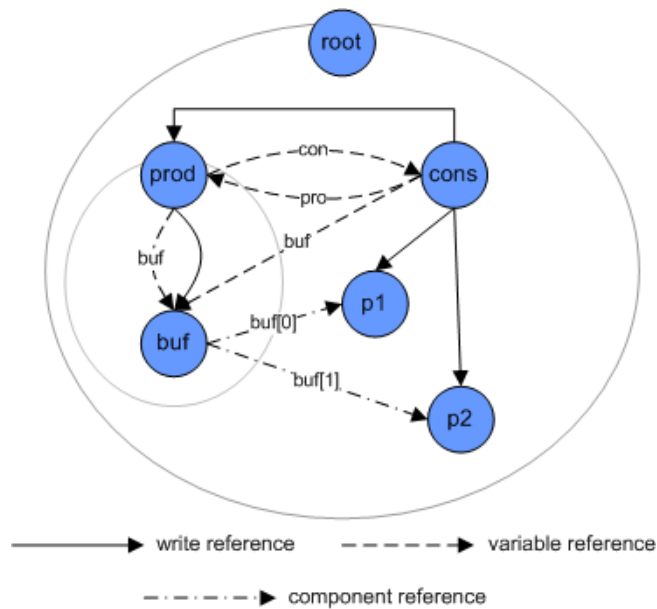 root
con
prod
cons
pro
buf
buf
p1
buf[0]
buf
buf[1]
p2
write reference
variable reference
component reference